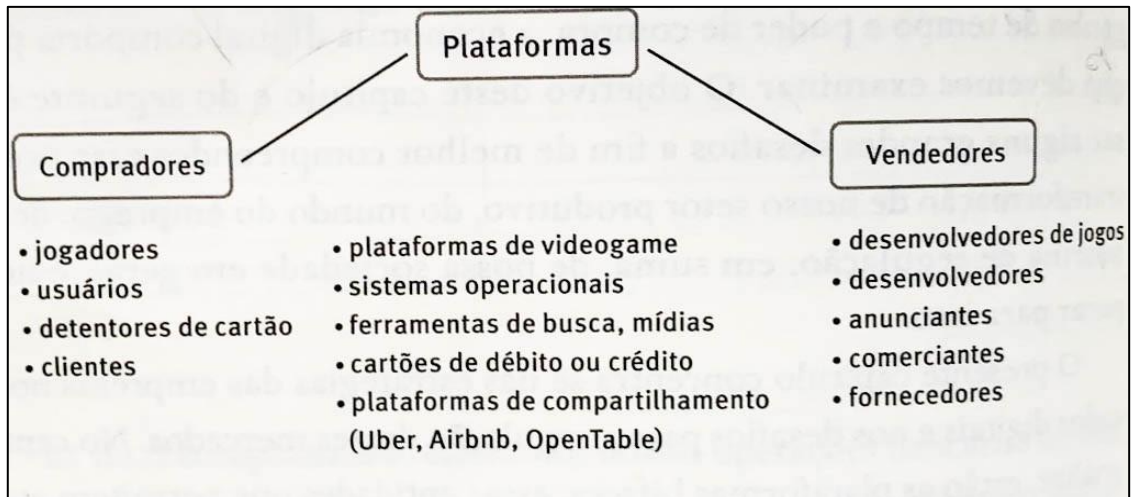 Plataformas
Compradores
• jogadores
• usuários
• detentores de cartão
• clientes
• plataformas de videogame
• sistemas operacionais
• ferramentas de busca, mídias
• cartões de débito ou crédito
• plataformas de compartilhamento
(Uber, Airbnb, OpenTable)
Vendedores
• desenvolvedores de jogos
• desenvolvedores
• anunciantes
• comerciantes
• fornecedores